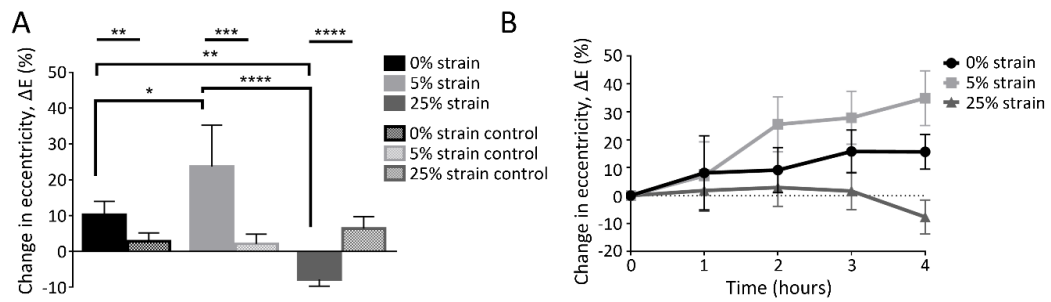 A
** *** ****
**
* ****
Change in eccentricity, ΔE (%)
50
40
30
20
10
0
-10
0% strain
5% strain
25% strain
0% strain control
5% strain control
25% strain control
B
Change in eccentricity, ΔE (%)
50
40
30
20
10
0
-10
-20
0 1 2 3 4
Time (hours)
0% strain
5% strain
25% strain